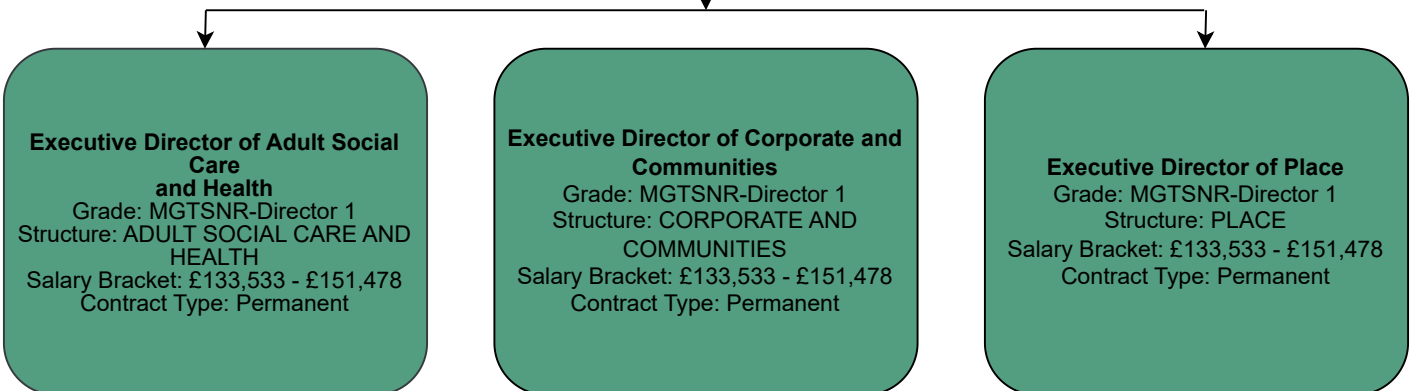 Executive Director of Adult Social
Care
and Health
Grade: MGTSNR-Director 1
Structure: ADULT SOCIAL CARE AND
HEALTH
Salary Bracket: £133,533 - £151,478
Contract Type: Permanent
Executive Director of Corporate and
Communities
Grade: MGTSNR-Director 1
Structure: CORPORATE AND
COMMUNITIES
Salary Bracket: £133,533 - £151,478
Contract Type: Permanent
Executive Director of Place
Grade: MGTSNR-Director 1
Structure: PLACE
Salary Bracket: £133,533 - £151,478
Contract Type: Permanent